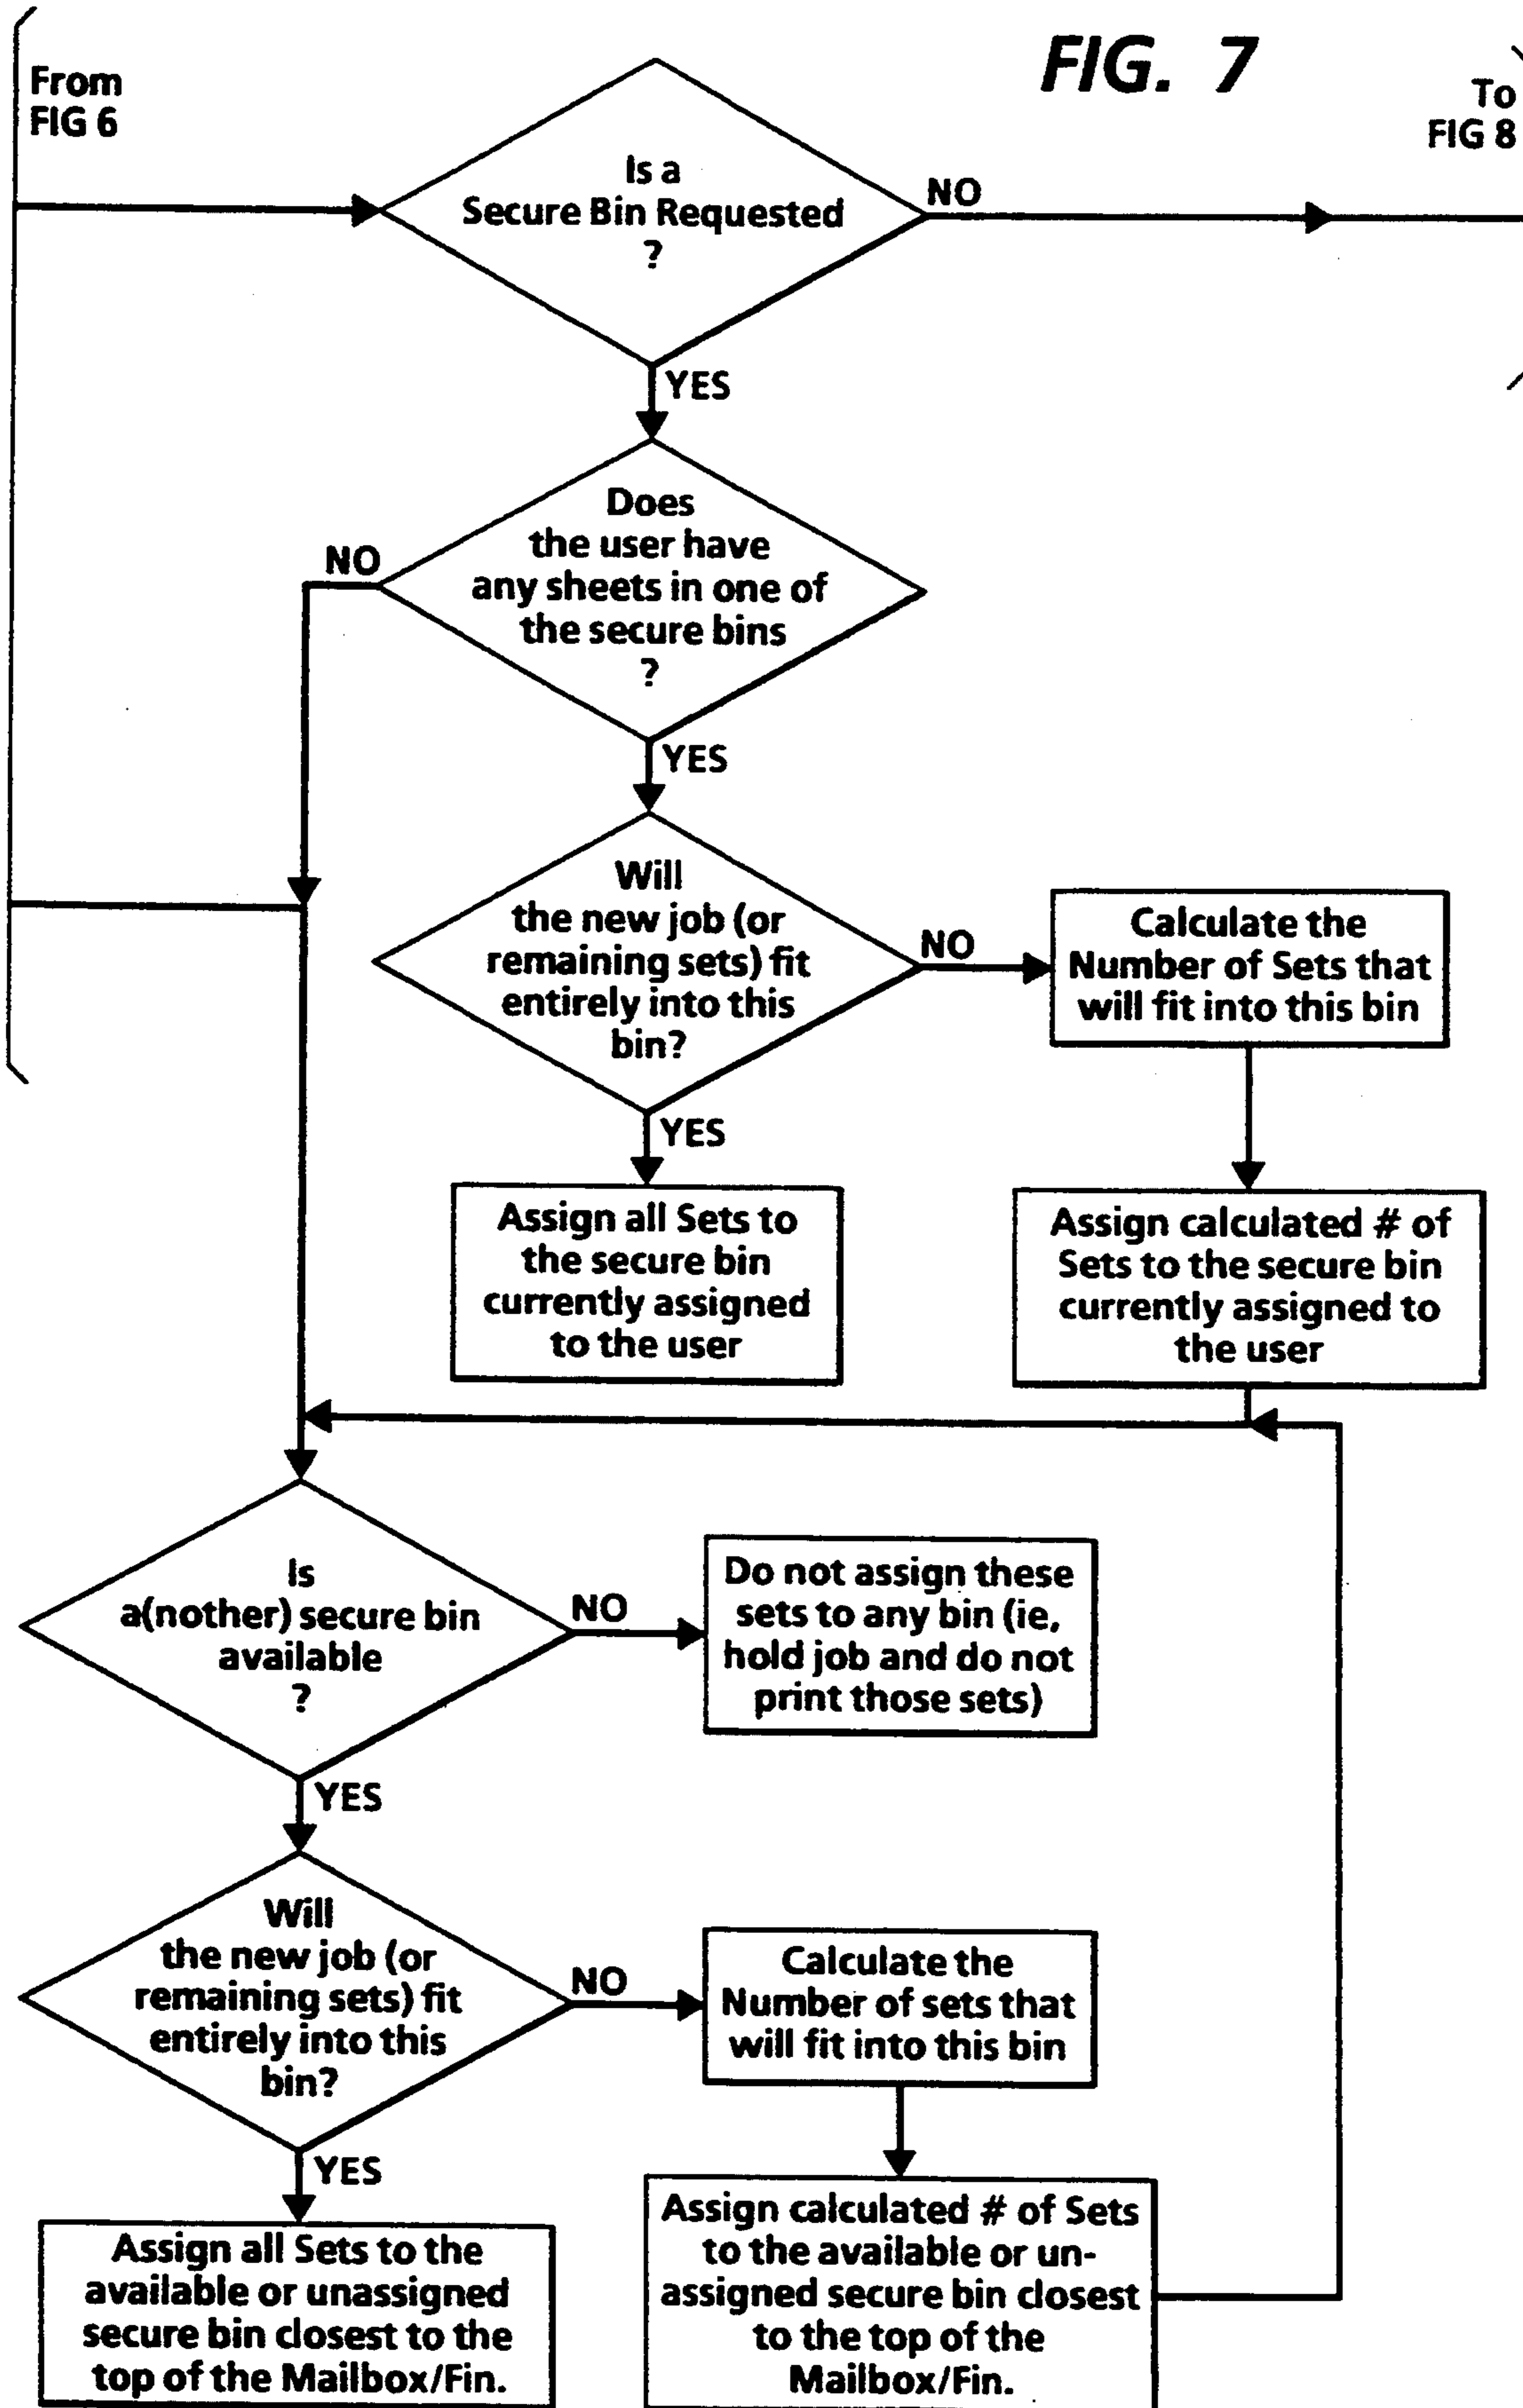 FIG. 7
From
FIG 6
To
FIG 8
Is a
Secure Bin Requested
?
NO
YES
Does
the user have
any sheets in one of
the secure bins
?
NO
YES
Will
the new job (or
remaining sets) fit
entirely into this
bin?
NO
Calculate the
Number of Sets that
will fit into this bin
YES
Assign all Sets to
the secure bin
currently assigned
to the user
Assign calculated # of
Sets to the secure bin
currently assigned to
the user
Is
a(nother) secure bin
available
?
NO
Do not assign these
sets to any bin (ie,
hold job and do not
print those sets)
YES
Will
the new job (or
remaining sets) fit
entirely into this
bin?
NO
Calculate the
Number of sets that
will fit into this bin
YES
Assign all Sets to the
available or unassigned
secure bin closest to the
top of the Mailbox/Fin.
Assign calculated # of Sets
to the available or un-
assigned secure bin closest
to the top of the
Mailbox/Fin.